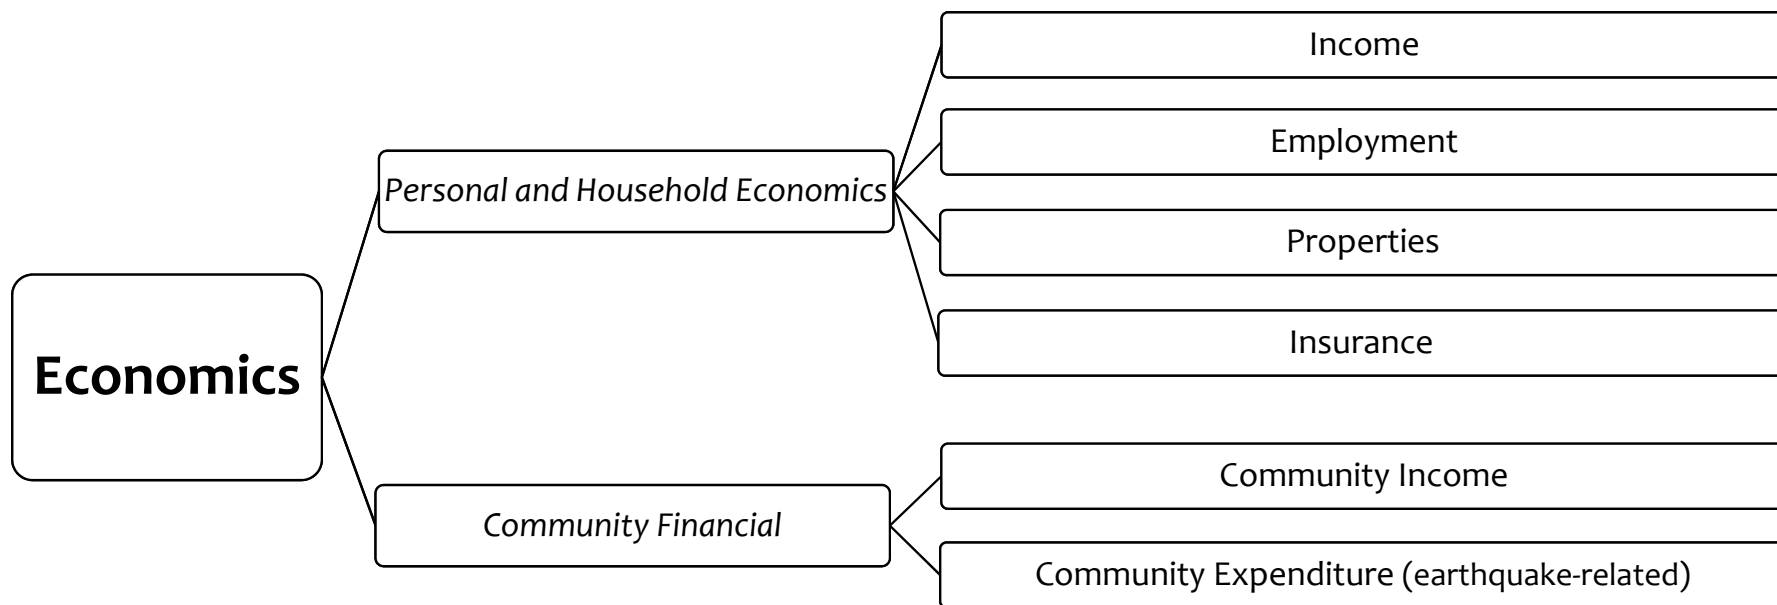 Economics
Personal and Household Economics
Income
Employment
Properties
Insurance
Community Financial
Community Income
Community Expenditure (earthquake-related)